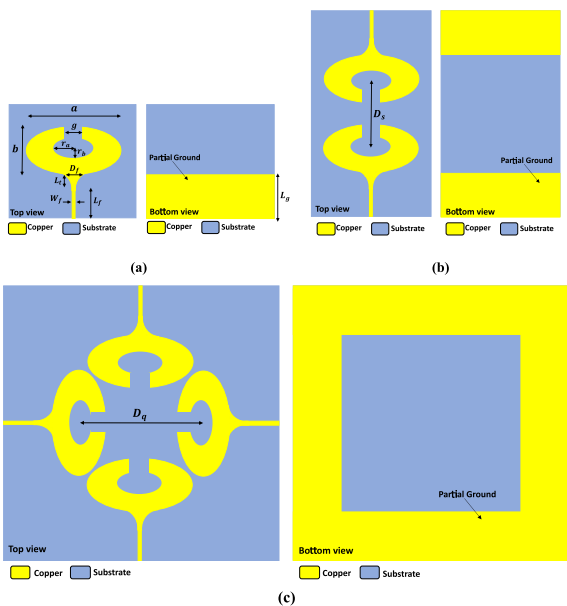 a
g
b
r_a
r_b
D_f
L_t
W_f
L_f
Top view
Partial Ground
L_g
Bottom view
Copper
Substrate
Copper
Substrate
(a)
D_s
Top view
Partial Ground
Bottom view
Copper
Substrate
Copper
Substrate
(b)
D_q
Top view
Partial Ground
Bottom view
Copper
Substrate
Copper
Substrate
(c)